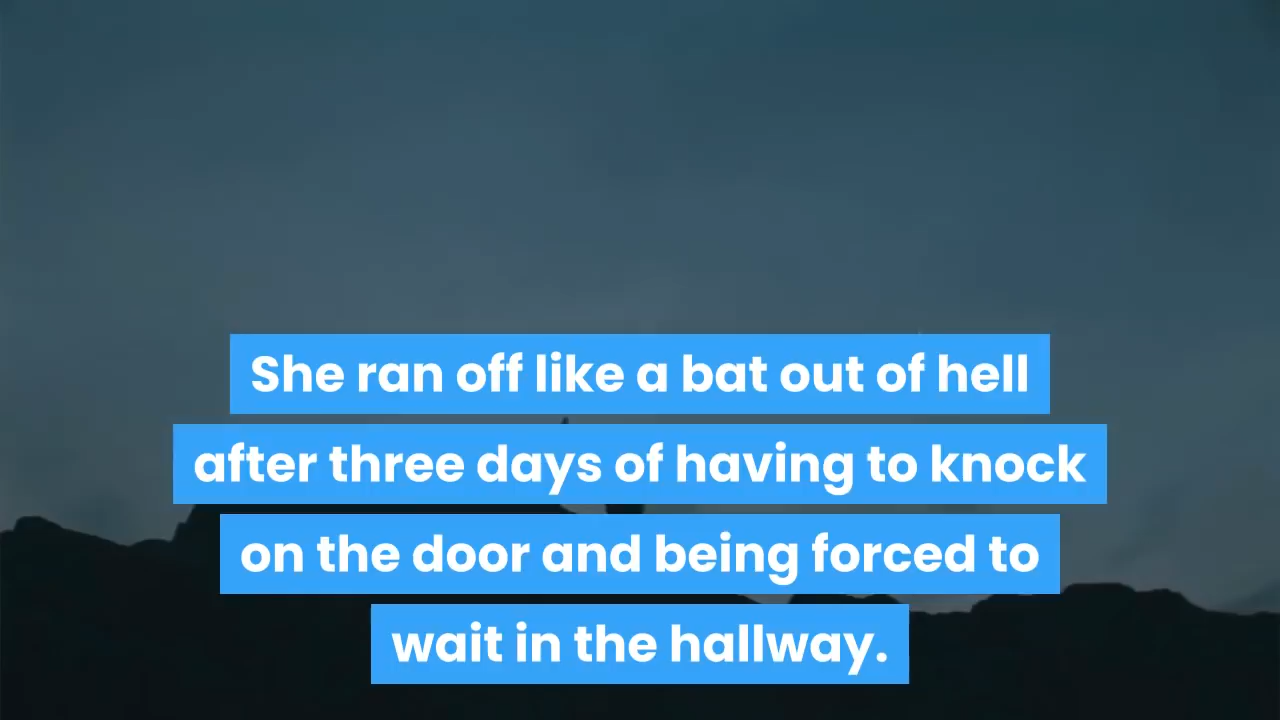 She ran off like a bat out of hell
after three days of having to knock
on the door and being forced to
wait in the hallway.